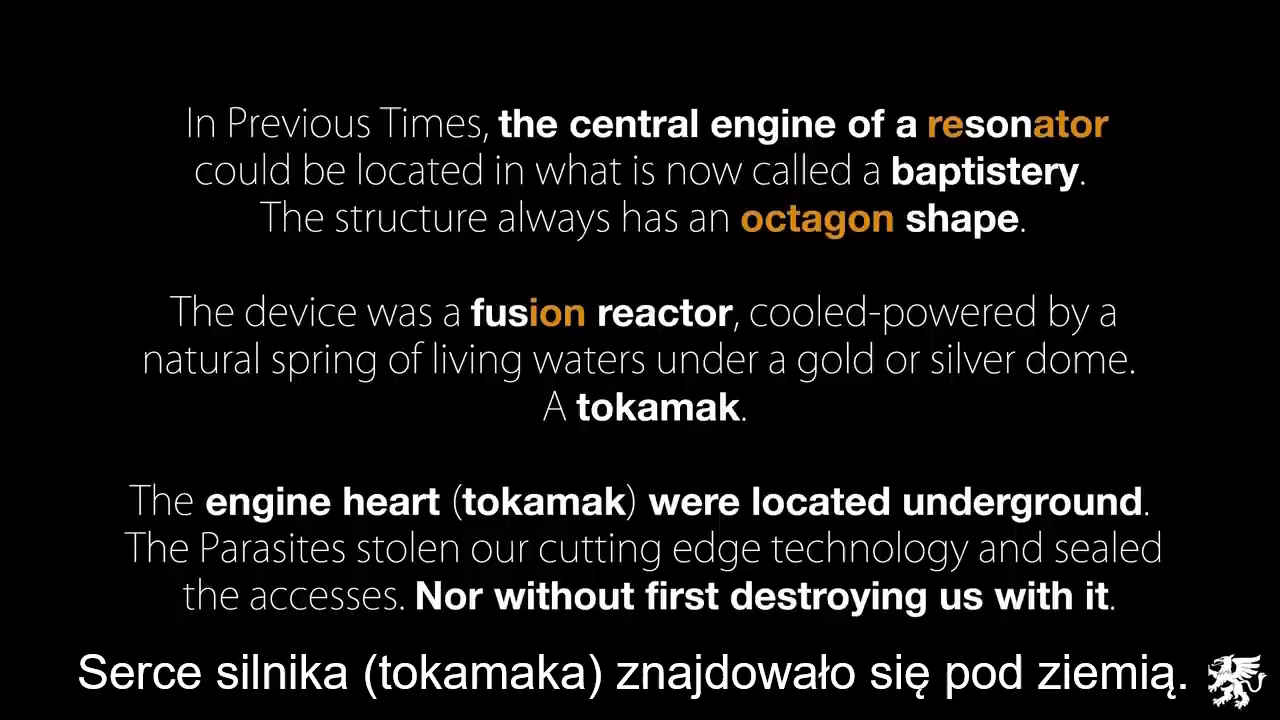 In Previous Times, the central engine of a resonator
could be located in what is now called a baptistery.
The structure always has an octagon shape.
The device was a fusion reactor, cooled-powered by a
natural spring of living waters under a gold or silver dome.
A tokamak.
The engine heart (tokamak) were located underground.
The Parasites stolen our cutting edge technology and sealed
the accesses. Nor without first destroying us with it.
Serce silnika (tokamaka) znajdowało się pod ziemią.